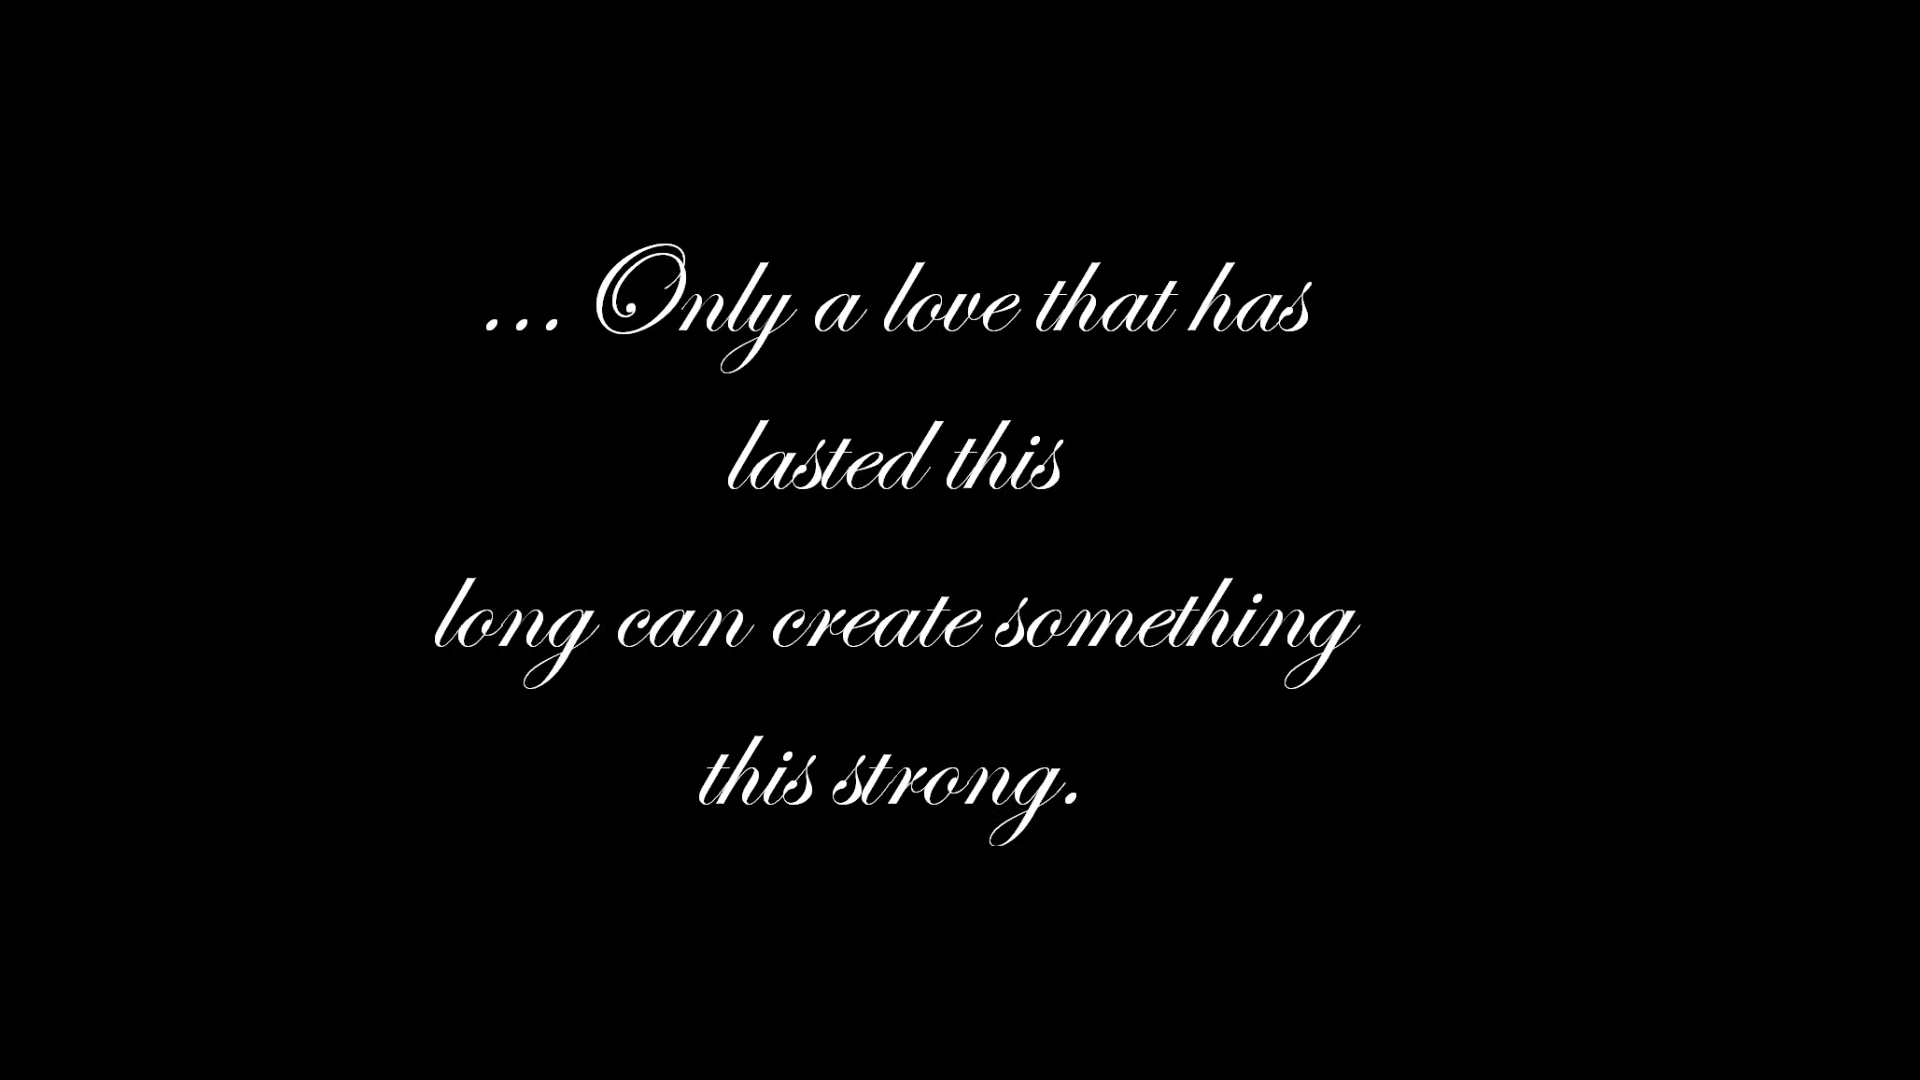 ... Only a love that has
lasted this
long can create something
this strong.